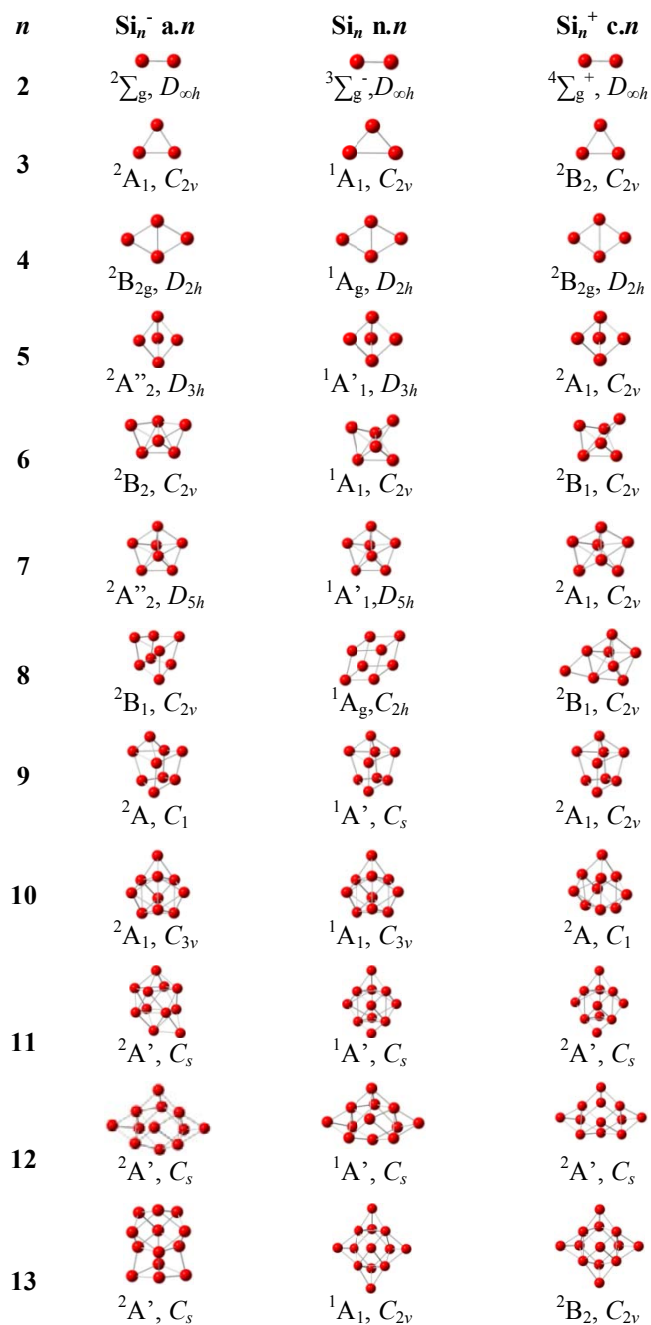 n Siₙ⁻ a.n Siₙ n.n Siₙ⁺ c.n
2 ²∑g, D∞h ³∑g⁻,D∞h ⁴∑g⁺, D∞h
3 ²A₁, C₂ᵥ ¹A₁, C₂ᵥ ²B₂, C₂ᵥ
4 ²B₂g, D₂h ¹Ag, D₂h ²B₂g, D₂h
5 ²A”₂, D₃h ¹A’₁, D₃h ²A₁, C₂ᵥ
6 ²B₂, C₂ᵥ ¹A₁, C₂ᵥ ²B₁, C₂ᵥ
7 ²A”₂, D₅h ¹A’₁,D₅h ²A₁, C₂ᵥ
8 ²B₁, C₂ᵥ ¹Ag,C₂h ²B₁, C₂ᵥ
9 ²A, C₁ ¹A’, Cs ²A₁, C₂ᵥ
10 ²A₁, C₃ᵥ ¹A₁, C₃ᵥ ²A, C₁
11 ²A’, Cs ¹A’, Cs ²A’, Cs
12 ²A’, Cs ¹A’, Cs ²A’, Cs
13 ²A’, Cs ¹A₁, C₂ᵥ ²B₂, C₂ᵥ